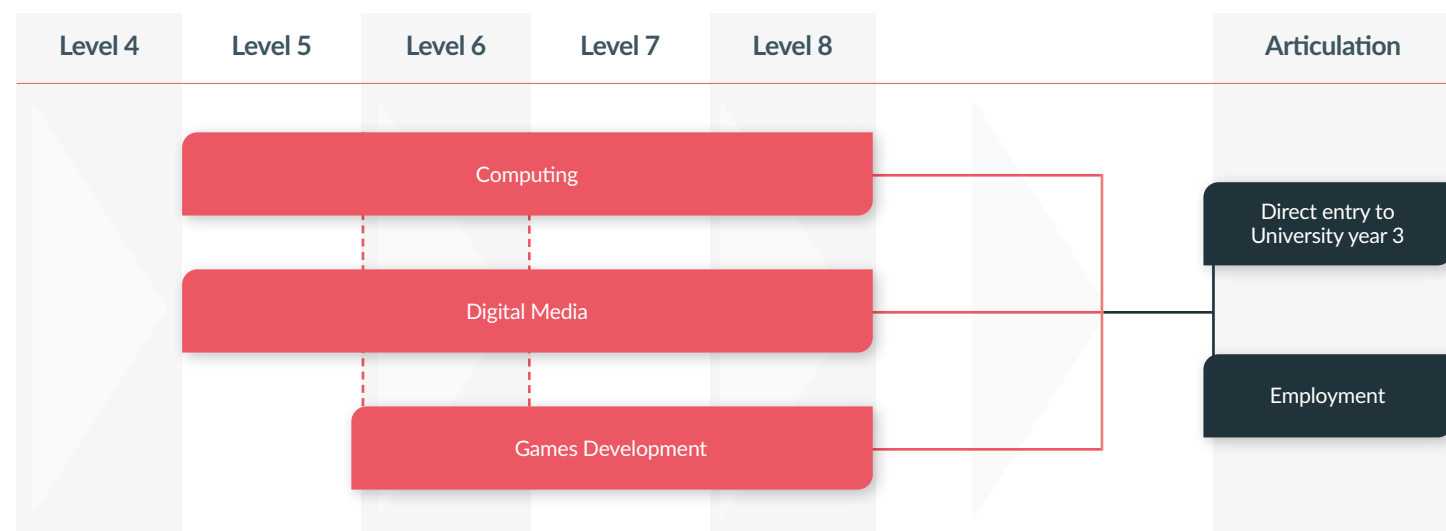 Level 4
Level 5
Level 6
Level 7
Level 8
Articulation
Computing
Digital Media
Games Development
Direct entry to
University year 3
Employment